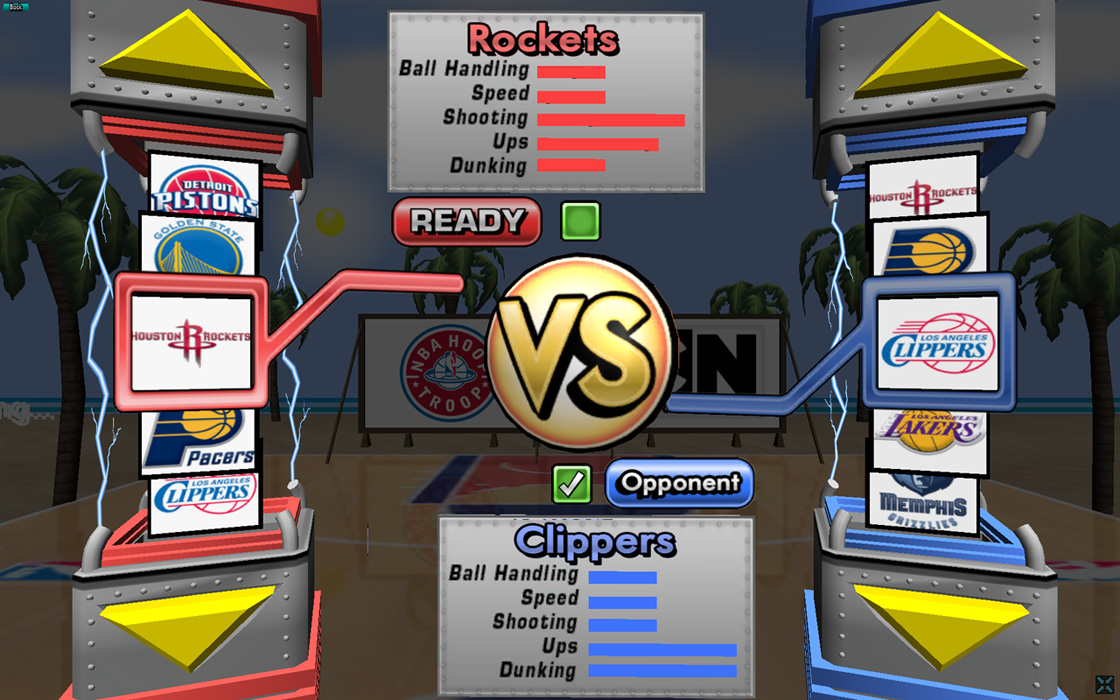 Back
Rockets
Ball Handling
Speed
Shooting
Ups
Dunking
READY
DETROIT
PISTONS
GOLDEN STATE
HOUSTON ROCKETS
Pacers
LOS ANGELES
CLIPPERS
VS
NBA HOOP
TROOP
N
HOUSTON ROCKETS
LOS ANGELES
CLIPPERS
LOS ANGELES
LAKERS
MEMPHIS
GRIZZLIES
Opponent
Clippers
Ball Handling
Speed
Shooting
Ups
Dunking